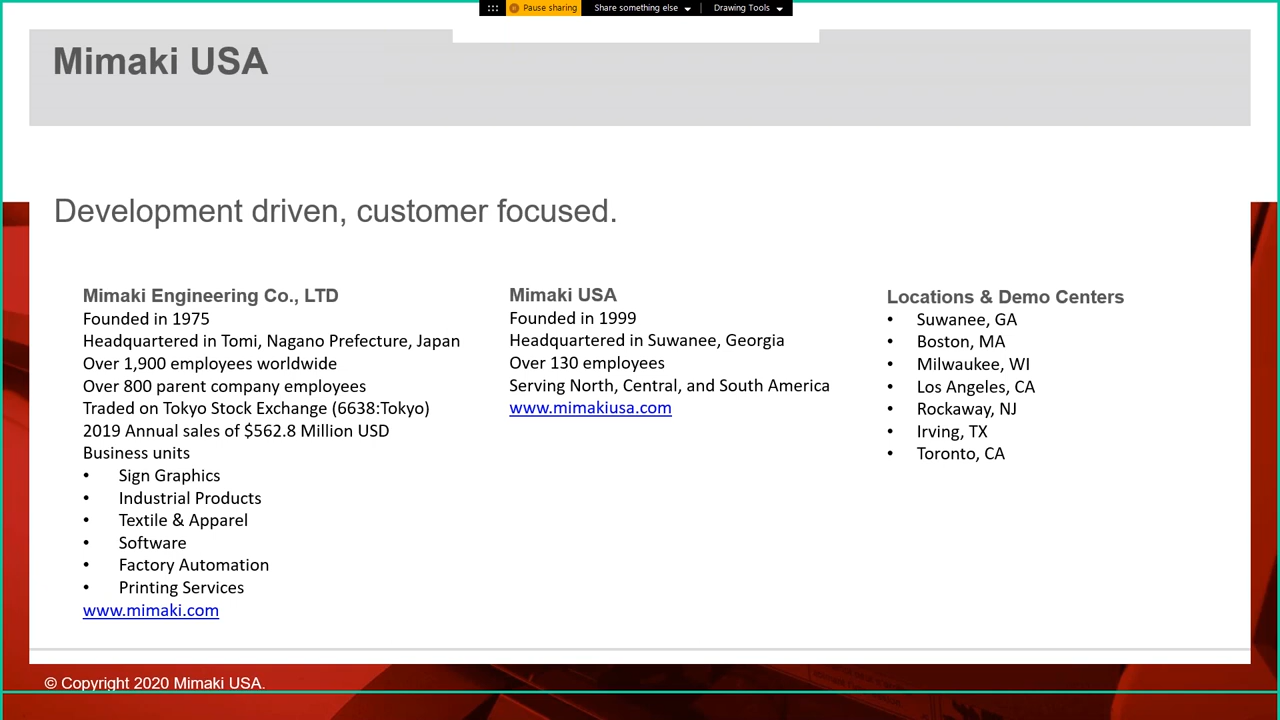 Pause sharing
Share something else
Drawing Tools
Mimaki USA
Development driven, customer focused.
Mimaki Engineering Co., LTD
Founded in 1975
Headquartered in Tomi, Nagano Prefecture, Japan
Over 1,900 employees worldwide
Over 800 parent company employees
Traded on Tokyo Stock Exchange (6638:Tokyo)
2019 Annual sales of $562.8 Million USD
Business units
• Sign Graphics
• Industrial Products
• Textile & Apparel
• Software
• Factory Automation
• Printing Services
www.mimaki.com
Mimaki USA
Founded in 1999
Headquartered in Suwanee, Georgia
Over 130 employees
Serving North, Central, and South America
www.mimakiusa.com
Locations & Demo Centers
• Suwanee, GA
• Boston, MA
• Milwaukee, WI
• Los Angeles, CA
• Rockaway, NJ
• Irving, TX
• Toronto, CA
© Copyright 2020 Mimaki USA.